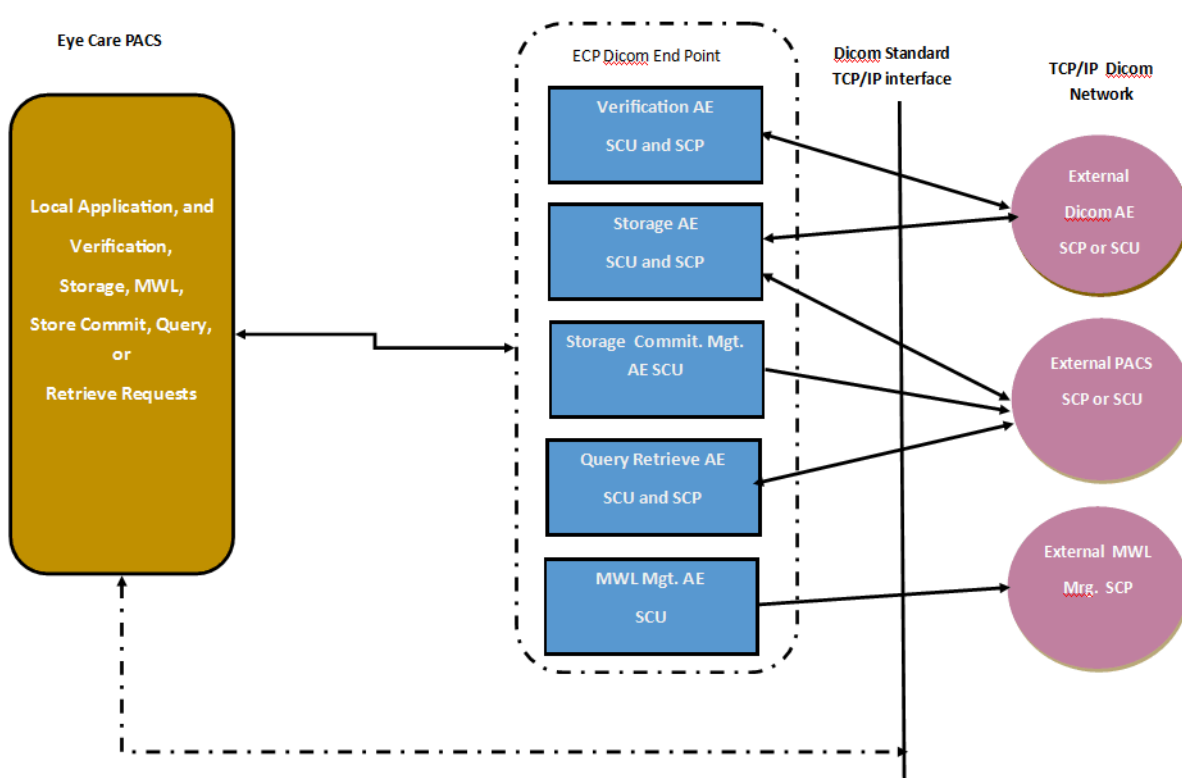 Eye Care PACS
Local Application, and
Verification,
Storage, MWL,
Store Commit, Query,
or
Retrieve Requests
ECP Dicom End Point
Verification AE
SCU and SCP
Storage AE
SCU and SCP
Storage Commit. Mgt.
AE SCU
Query Retrieve AE
SCU and SCP
MWL Mgt. AE
SCU
Dicom Standard
TCP/IP interface
TCP/IP Dicom
Network
External
Dicom AE
SCP or SCU
External PACS
SCP or SCU
External MWL
Mrg. SCP